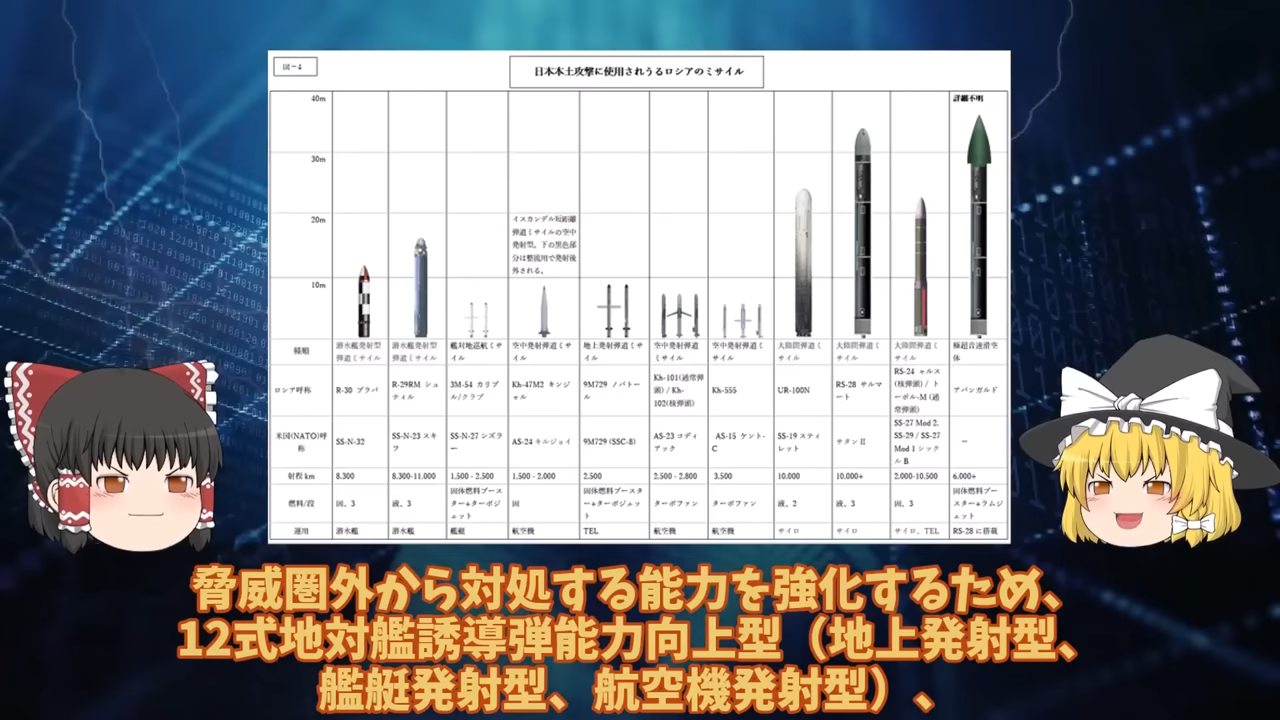 図－4
日本本土攻撃に使用されうるロシアのミサイル
40m
詳細不明
30m
20m
イスカンデル短距離
弾道ミサイルの空中
発射型。下の黒色部
分は整流用で発射後
外される。
10m
種類
潜水艦発射型
弾道ミサイル
潜水艦発射型
弾道ミサイル
艦対地巡航ミサ
イル
空中発射弾道ミサ
イル
地上発射弾道ミサ
イル
空中発射弾道
ミサイル
空中発射弾道ミ
サイル
大陸間弾道ミ
サイル
大陸間弾道ミ
サイル
大陸間弾道ミ
サイル
極超音速滑空
体
ロシア呼称
R-30 ブラバ
R-29RM シュ
ティル
3M-54 カリブ
ル/クラブ
Kh-47M2 キンジ
ャル
9M729 ノバトー
ル
Kh-101(通常弾
頭) / Kh-
102(核弾頭)
Kh-555
UR-100N
RS-28 サルマ
ート
RS-24 ャルス
(核弾頭) / ト
ーポル-M (通
常弾頭)
アバンガルド
米国(NATO)呼
称
SS-N-32
SS-N-23 スキ
フ
SS-N-27 シズラ
ー
AS-24 キルジョイ
9M729 (SSC-8)
AS-23 コディ
アック
AS-15 ケント-
C
SS-19 スティ
レット
サタンⅡ
SS-27 Mod 2,
SS-29 / SS-27
Mod 1 シック
ル B
－
射程 km
8.300
8.300-11.000
1.500 - 2.500
1.500 - 2.000
2.500
2.500 - 2.800
3.500
10.000
10.000+
2.000-10.500
6.000+
燃料/段
固、3
液、3
固体燃料ブース
ター+ターボジ
ェット
固
固体燃料ブースタ
ー+ターボジェッ
ト
ターボファン
ターボファン
液、2
液、3
固、3
固体燃料ブー
スター+ラムジ
ェット
運用
潜水艦
潜水艦
艦艇
航空機
TEL
航空機
航空機
サイロ
サイロ
サイロ、TEL
RS-28 に搭載
脅威圏外から対処する能力を強化するため、
12式地対艦誘導弾能力向上型（地上発射型、
艦艇発射型、航空機発射型）、